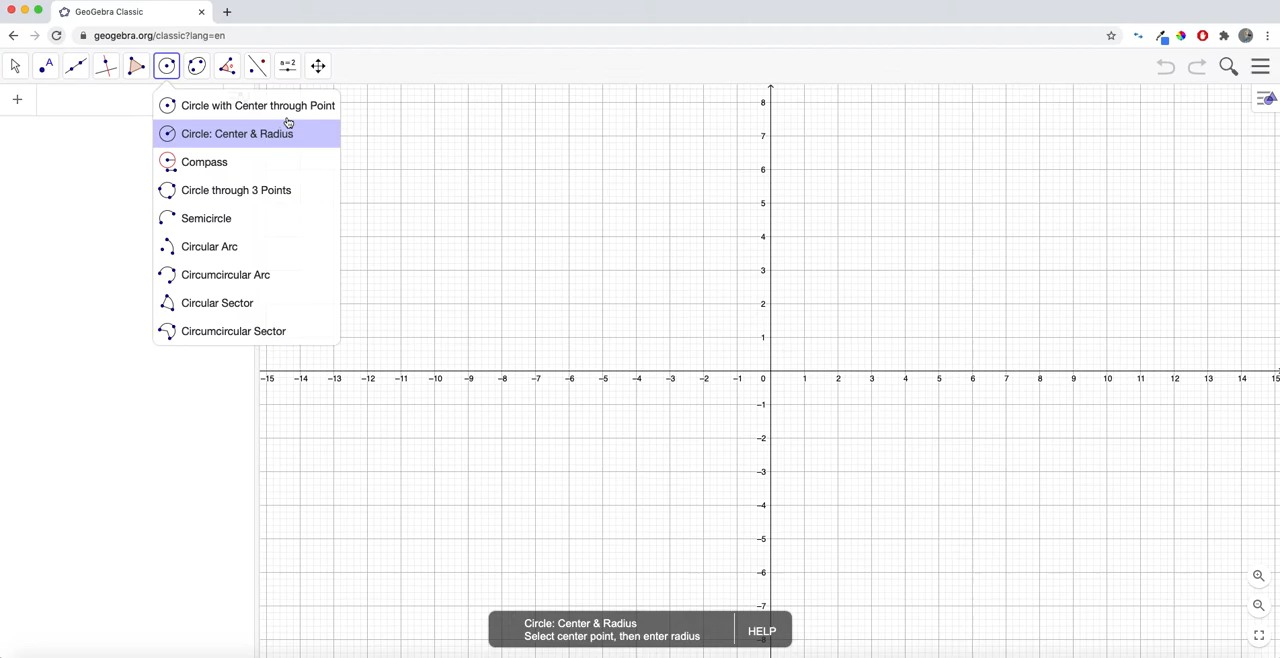 GeoGebra Classic
geogebra.org/classic?lang=en
A
a=2
Circle with Center through Point
Circle: Center & Radius
Compass
Circle through 3 Points
Semicircle
Circular Arc
Circumcircular Arc
Circular Sector
Circumcircular Sector
8
7
6
5
4
3
2
1
-15 -14 -13 -12 -11 -10 -9 -8 -7 -6 -5 -4 -3 -2 -1 0 1 2 3 4 5 6 7 8 9 10 11 12 13 14 15
-1
-2
-3
-4
-5
-6
-7
-8
Circle: Center & Radius
Select center point, then enter radius
HELP